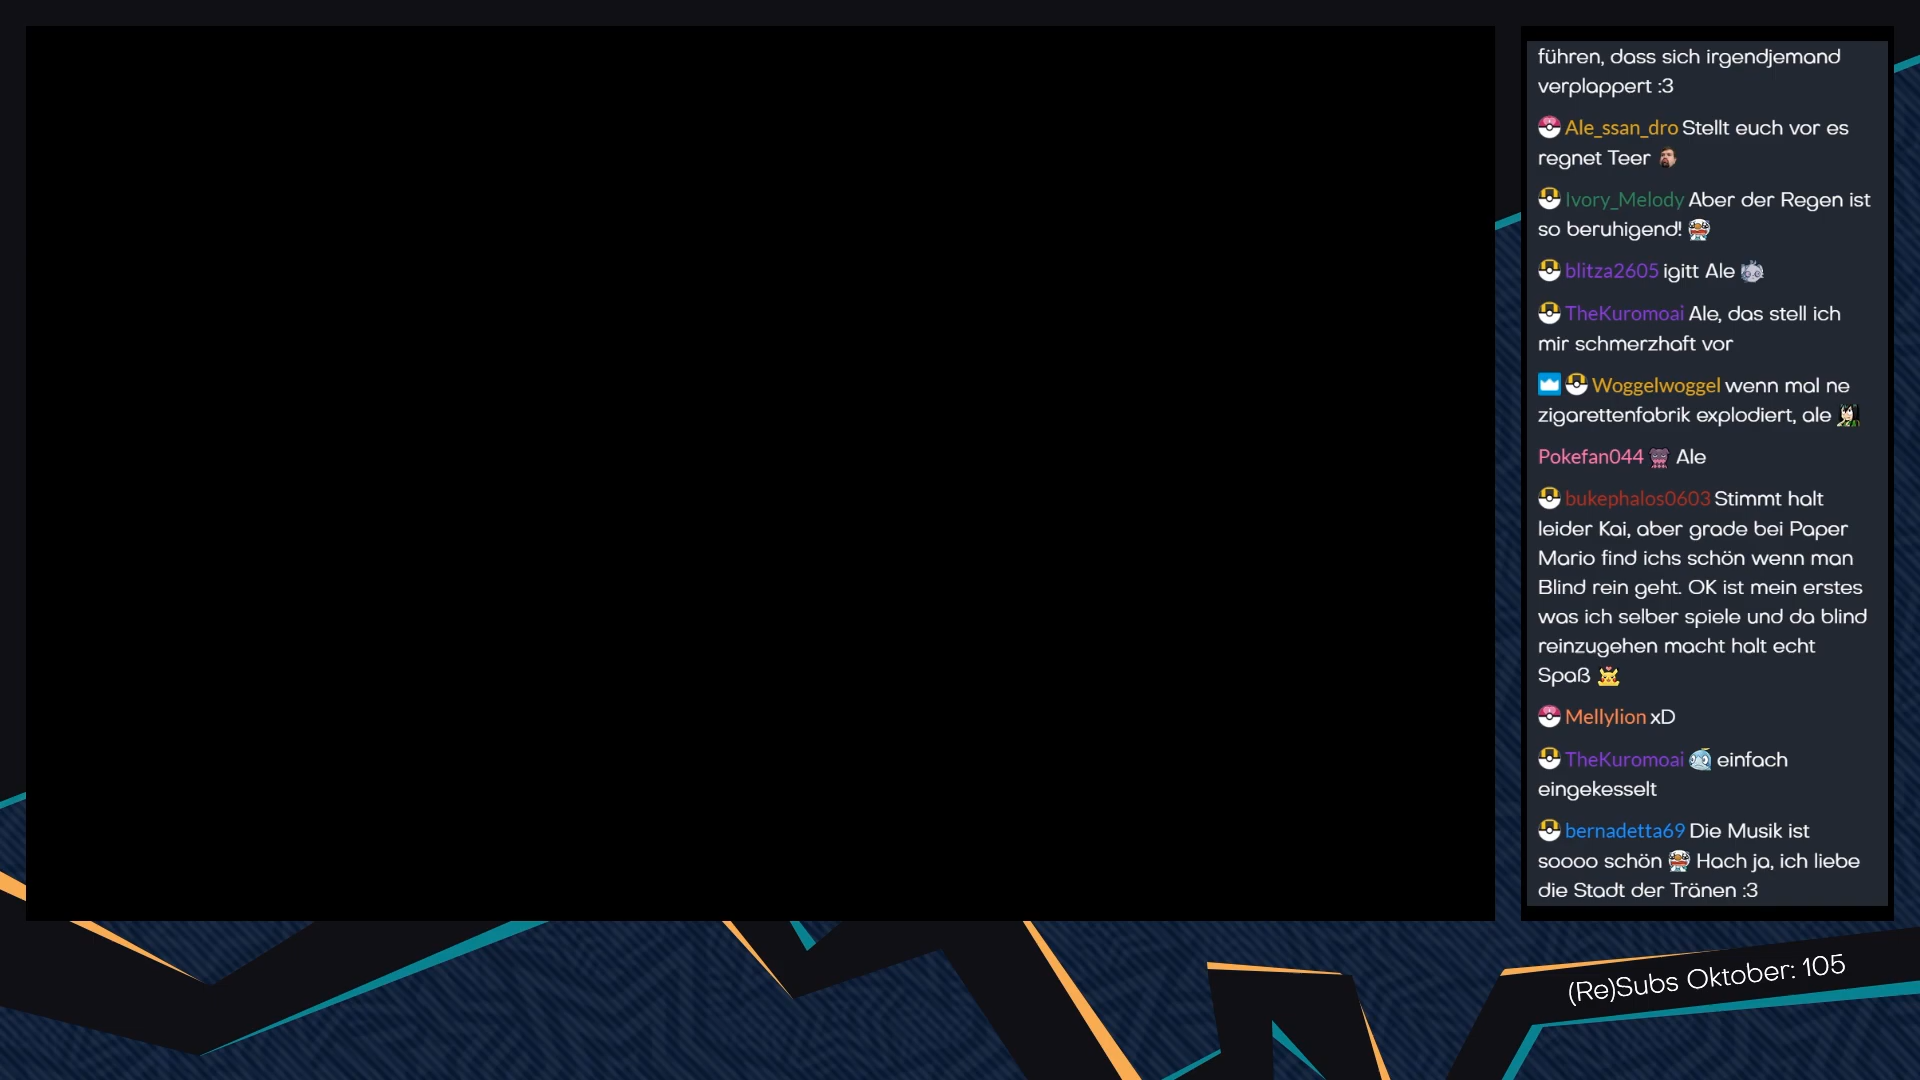 führen, dass sich irgendjemand
verplappert :3
Ale_ssan_dro Stellt euch vor es
regnet Teer
Ivory_Melody Aber der Regen ist
so beruhigend!
blitza2605 igitt Ale
TheKuromoai Ale, das stell ich
mir schmerzhaft vor
Woggelwoggel wenn mal ne
zigarettenfabrik explodiert, ale
Pokefan044 Ale
bukephalos0603 Stimmt halt
leider Kai, aber grade bei Paper
Mario find ichs schön wenn man
Blind rein geht. OK ist mein erstes
was ich selber spiele und da blind
reinzugehen macht halt echt
Spaß
Mellylion xD
TheKuromoai einfach
eingekesselt
bernadetta69 Die Musik ist
soooo schön Hach ja, ich liebe
die Stadt der Tränen :3
(Re)Subs Oktober: 105